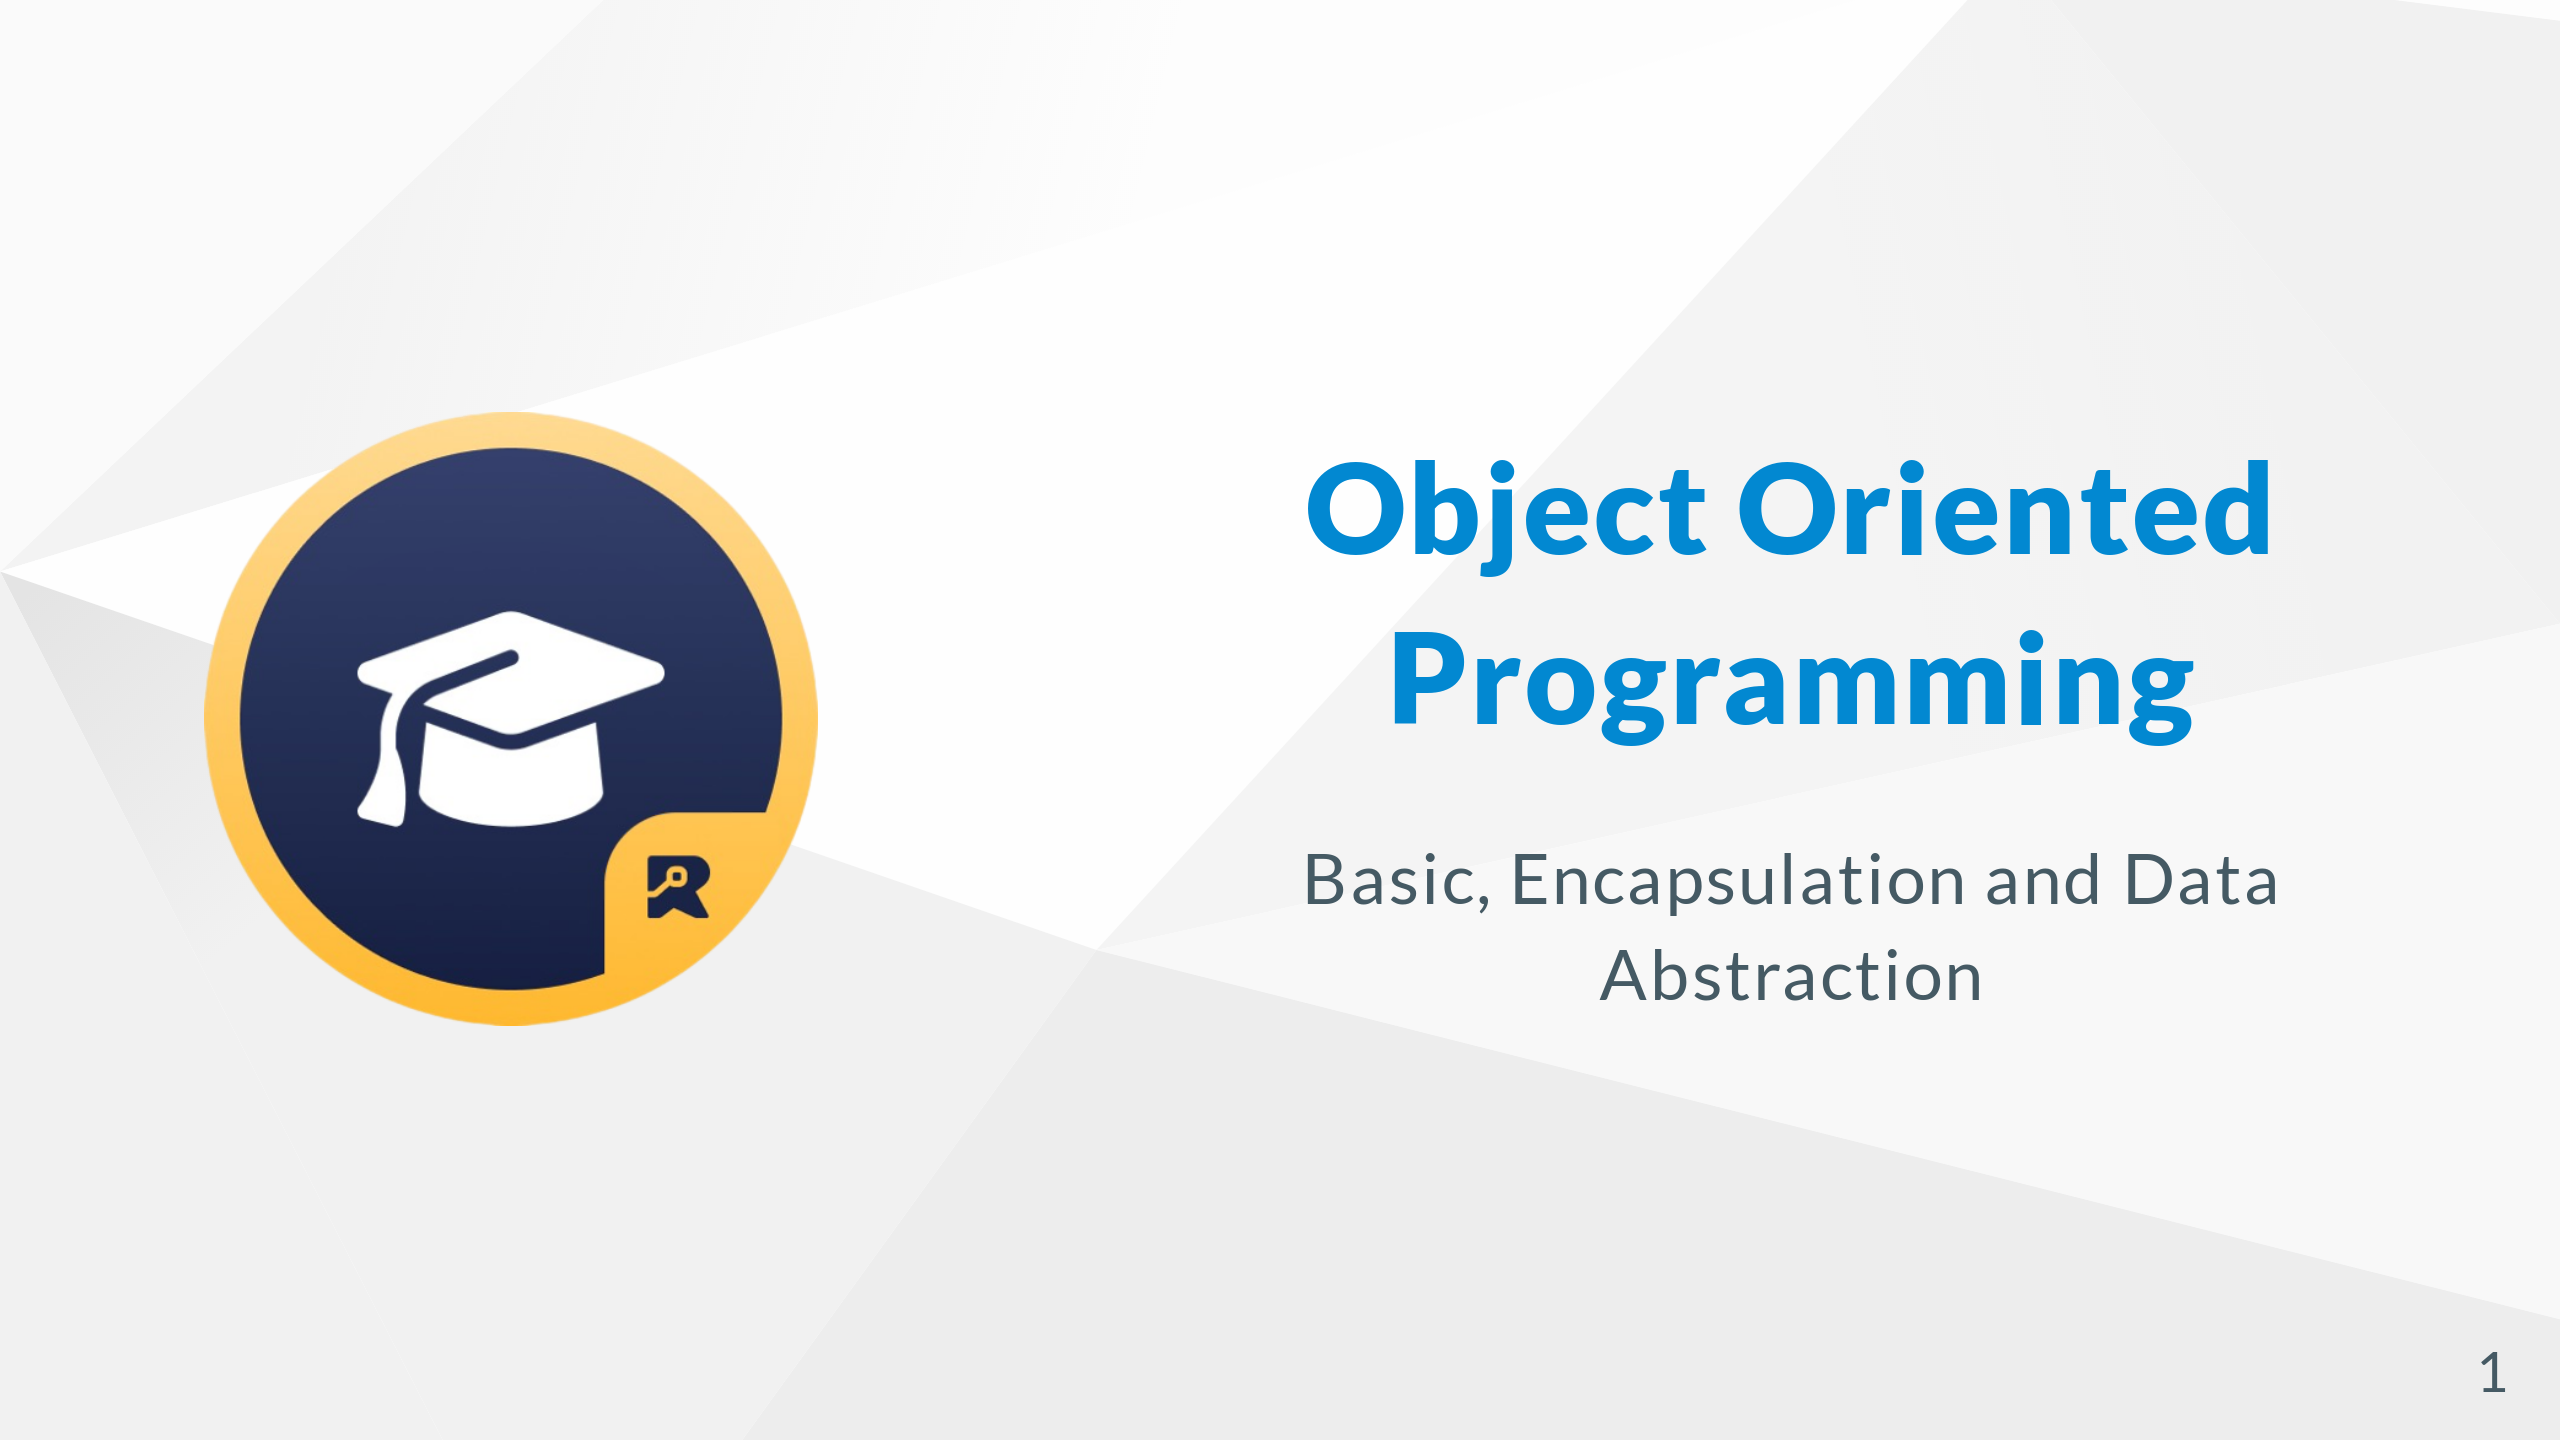 Object Oriented
Programming
Basic, Encapsulation and Data
Abstraction
1